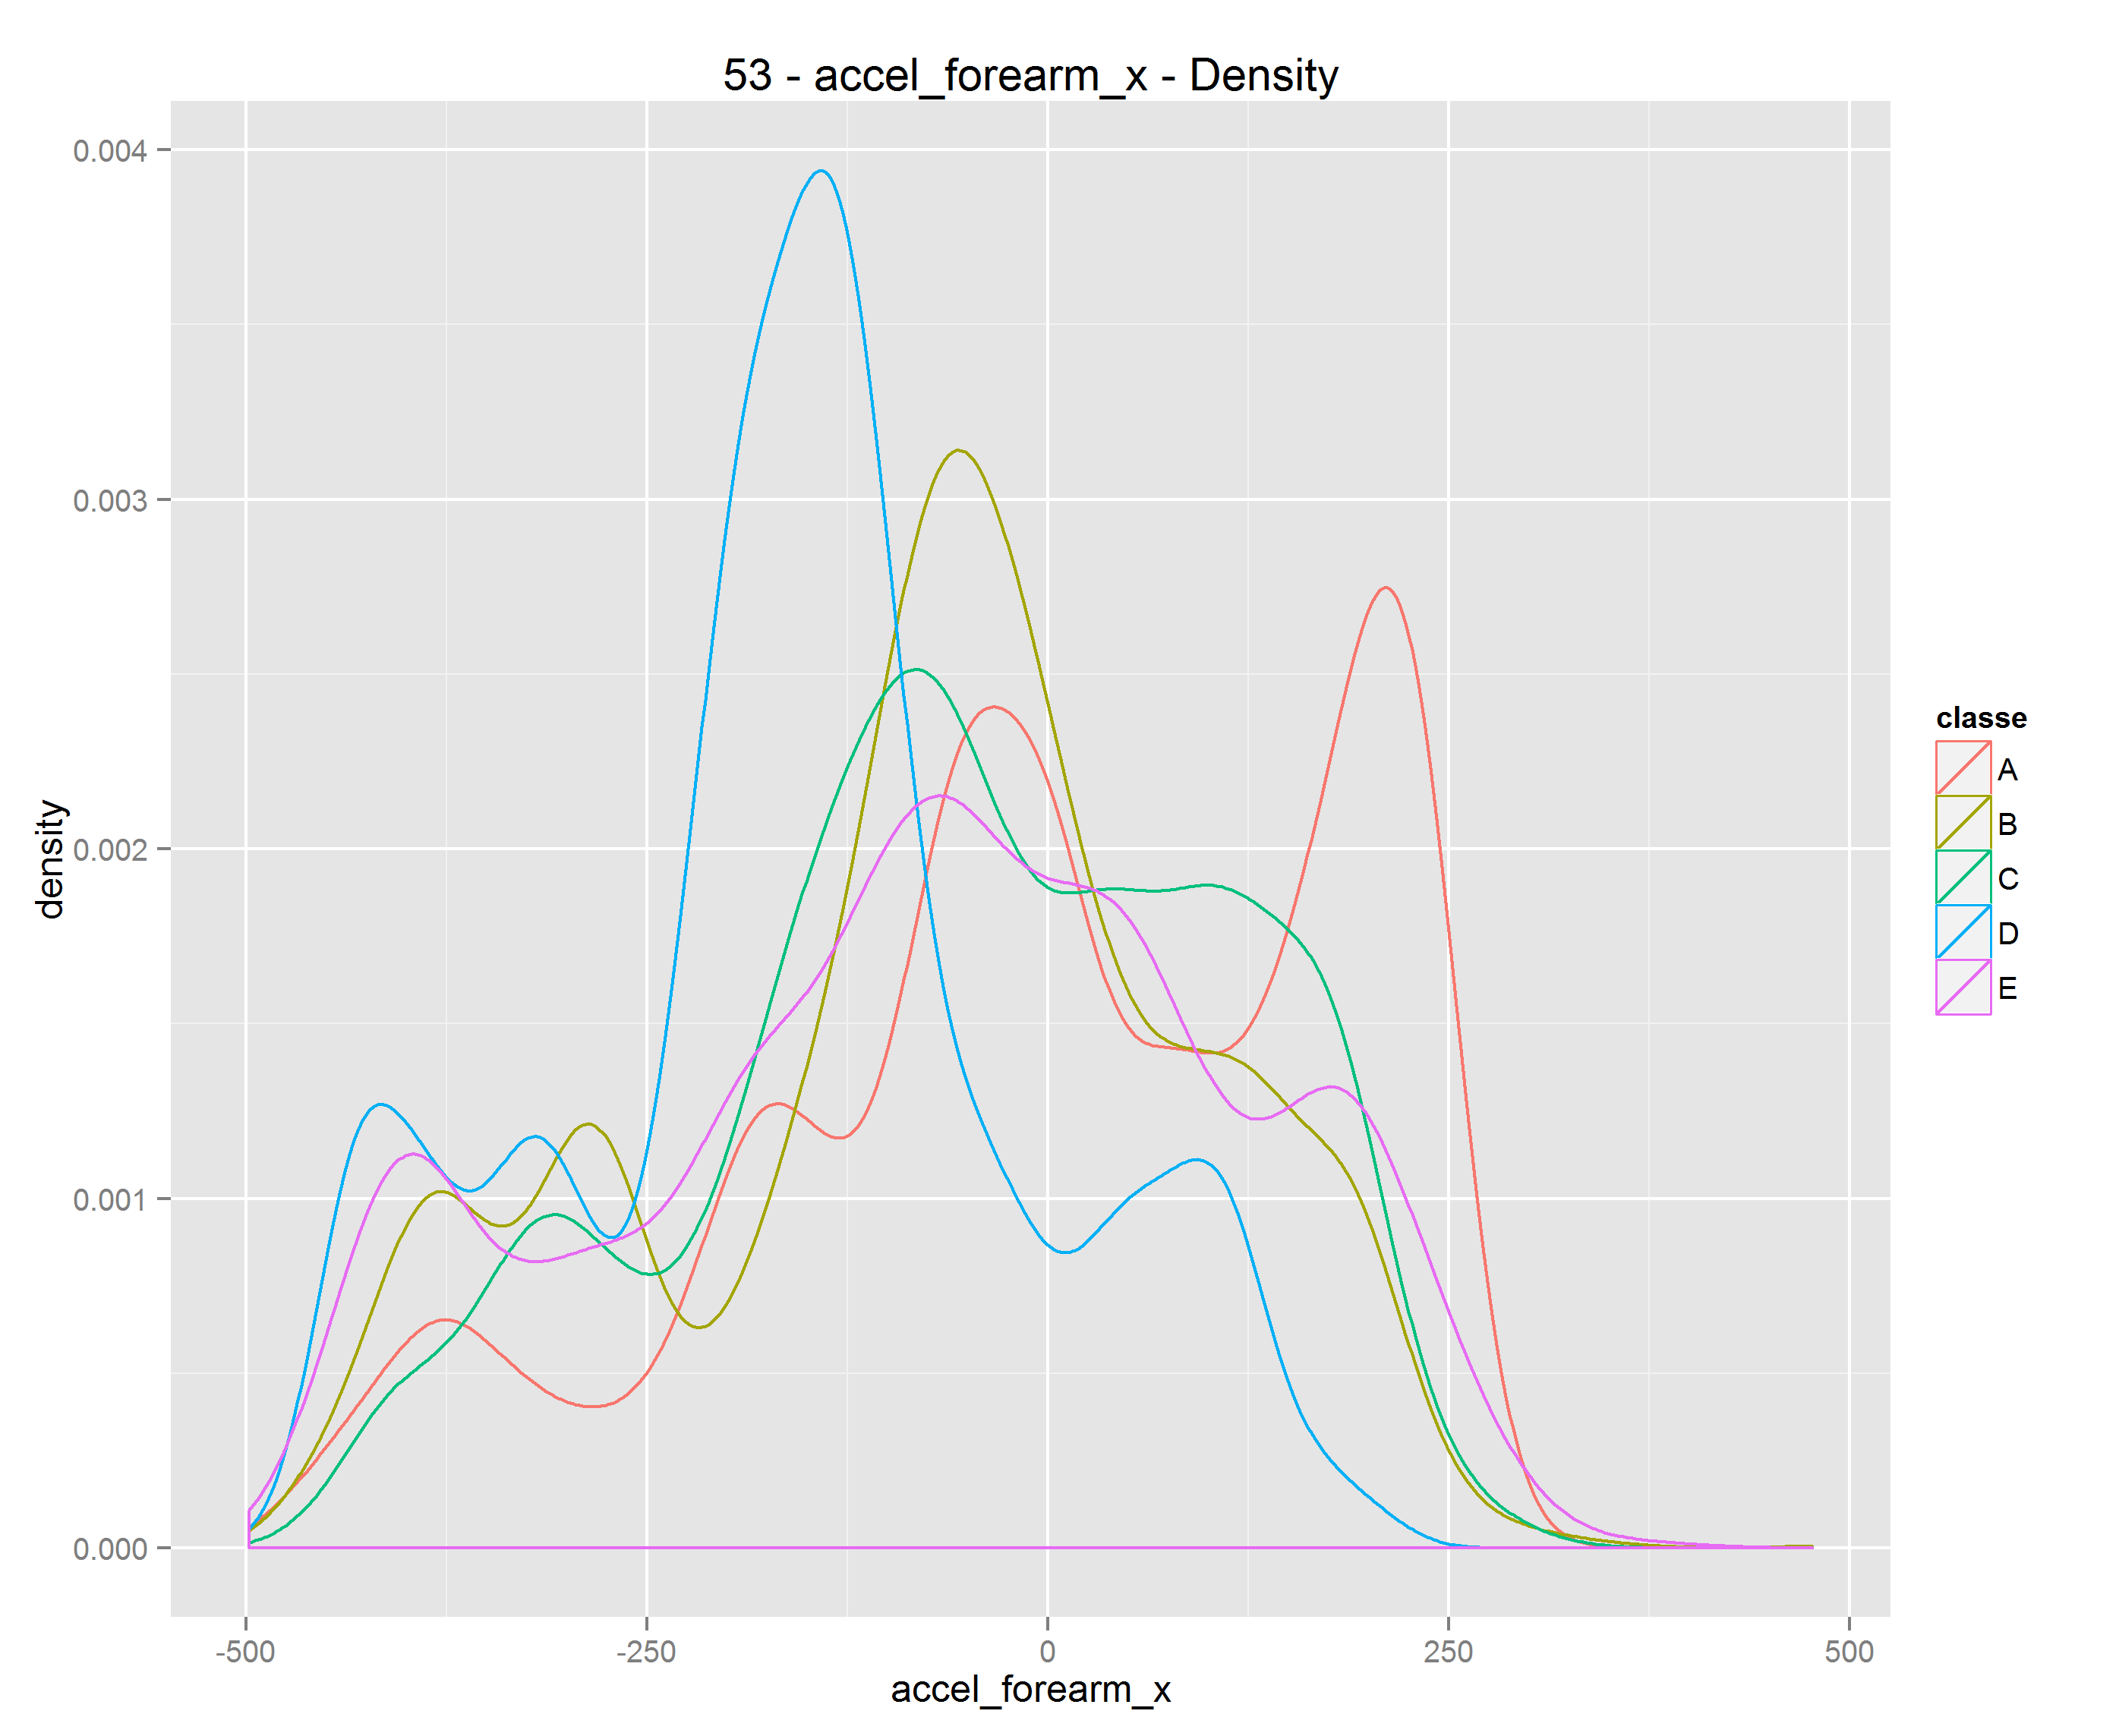 53 - accel_forearm_x - Density
density
0.004
0.003
0.002
0.001
0.000
-500
-250
0
250
500
accel_forearm_x
classe
A
B
C
D
E